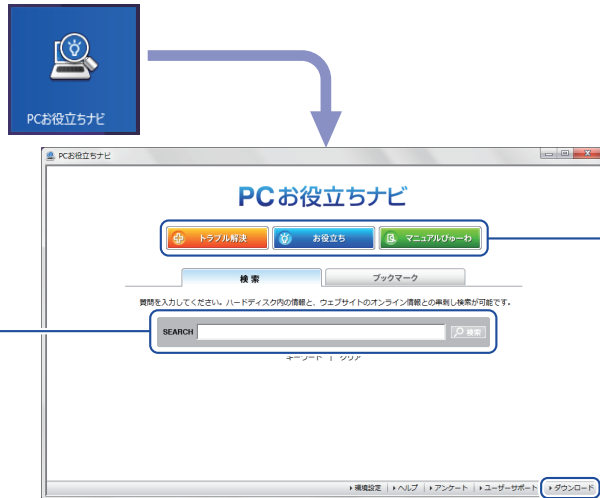 PCお役立ちナビ
PCお役立ちナビ
PCお役立ちナビ
トラブル解決 お役立ち マニュアルびゅーわ
検索 ブックマーク
質問を入力してください。ハードディスク内の情報と、ウェブサイトのオンライン情報との串刺し検索が可能です。
SEARCH 検索
キーワード | クリア
環境設定 | ヘルプ | アンケート | ユーザーサポート | ダウンロード